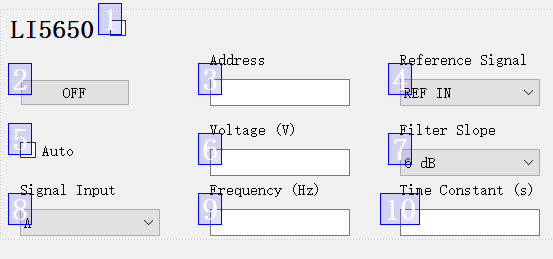 LI5650 1
Address
Reference Signal
2 OFF
3
4 REF IN
5 Auto
Voltage (V)
6
Filter Slope
7 6 dB
Signal Input
8 A
Frequency (Hz)
9
Time Constant (s)
10